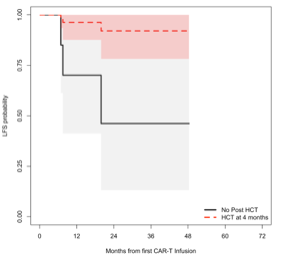 LFS probability
1.00
0.75
0.50
0.25
0.00
No Post HCT
HCT at 4 months
0 12 24 36 48 60 72
Months from first CAR-T Infusion